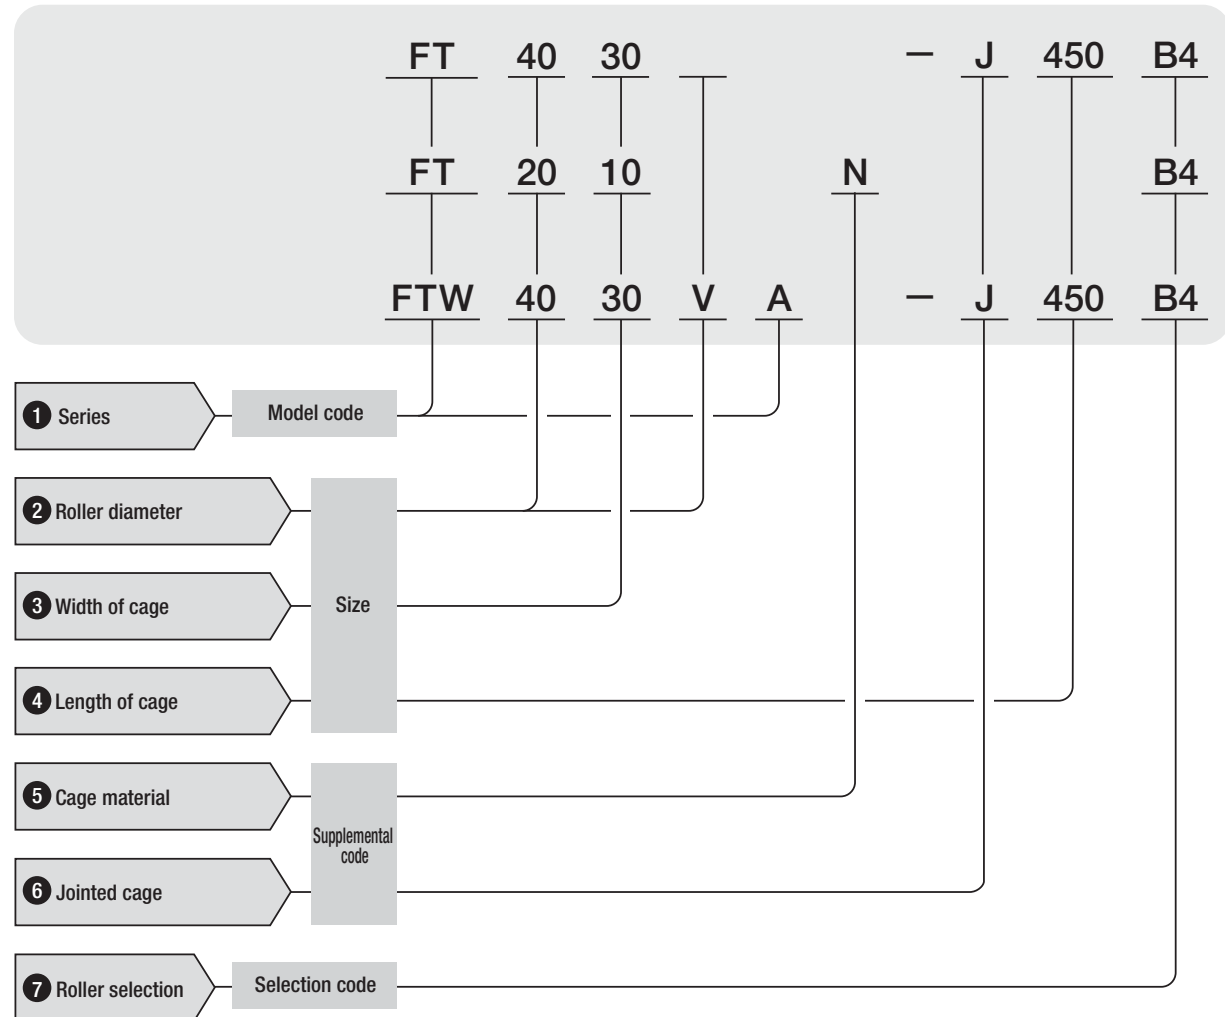 FT 40 30 – J 450 B4
FT 20 10 N B4
FTW 40 30 V A – J 450 B4
1 Series Model code
2 Roller diameter
3 Width of cage Size
4 Length of cage
5 Cage material
Supplemental
code
6 Jointed cage
7 Roller selection Selection code